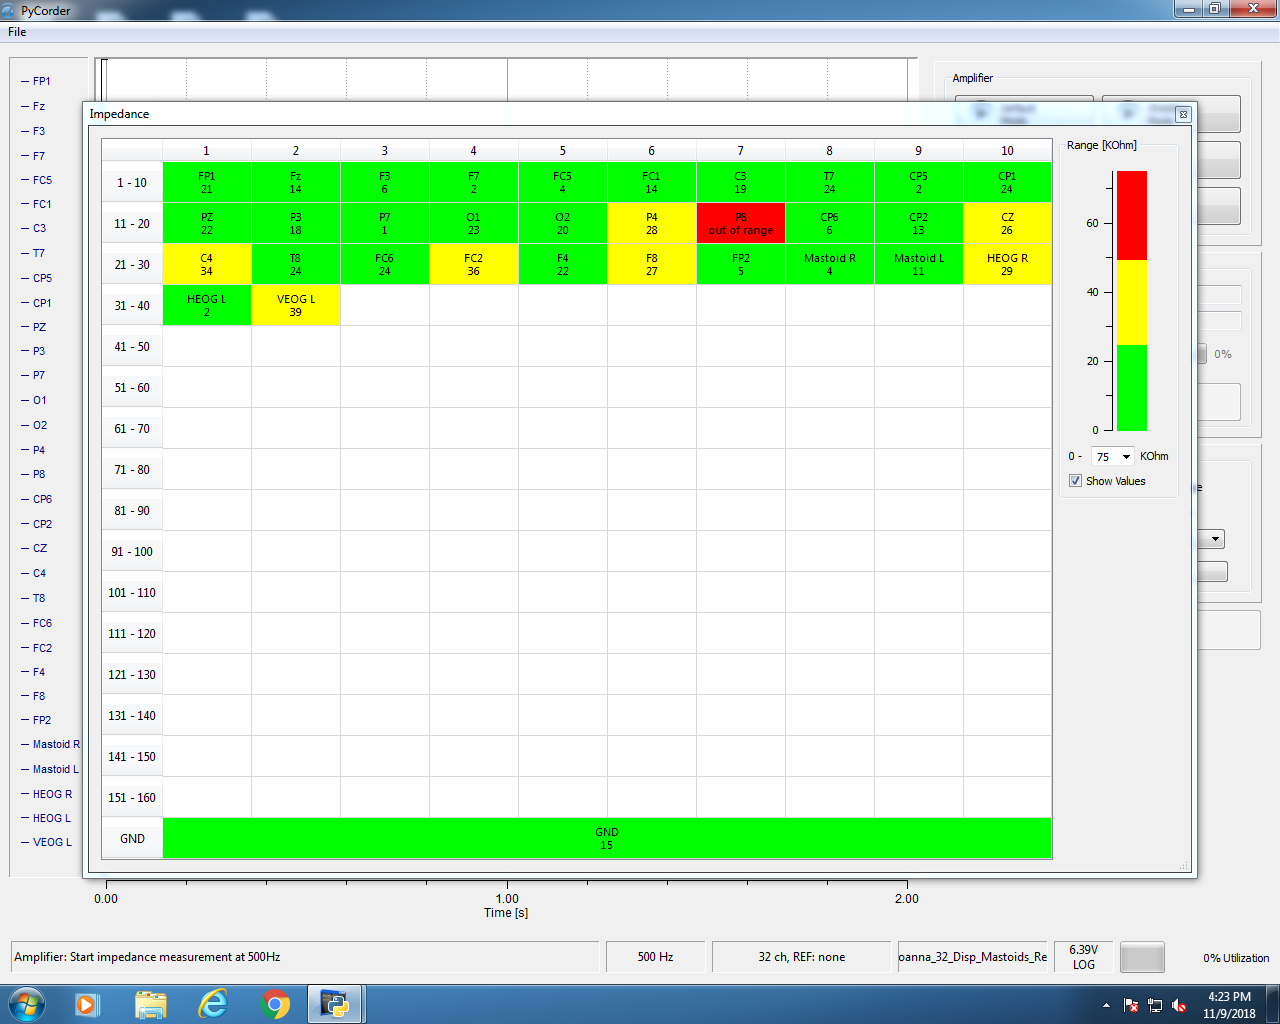 PyCorder
File
Amplifier
Impedance
FP1
Fz
F3
F7
FC5
FC1
C3
T7
CP5
CP1
PZ
P3
P7
O1
O2
P4
P8
CP6
CP2
CZ
C4
T8
FC6
FC2
F4
F8
FP2
Mastoid R
Mastoid L
HEOG R
HEOG L
VEOG L
1 2 3 4 5 6 7 8 9 10
1 - 10 FP1 Fz F3 F7 FC5 FC1 C3 T7 CP5 CP1
21 14 6 2 4 14 19 24 2 24
11 - 20 PZ P3 P7 O1 O2 P4 P8 CP6 CP2 CZ
22 18 1 23 20 28 out of range 6 13 26
21 - 30 C4 T8 FC6 FC2 F4 F8 FP2 Mastoid R Mastoid L HEOG R
34 24 24 36 22 27 5 4 11 29
31 - 40 HEOG L VEOG L
2 39
41 - 50
51 - 60
61 - 70
71 - 80
81 - 90
91 - 100
101 - 110
111 - 120
121 - 130
131 - 140
141 - 150
151 - 160
GND GND
15
Range [KOhm]
60
40
20
0
0 - 75 KOhm
Show Values
0%
0.00 1.00 2.00
Time [s]
Amplifier: Start impedance measurement at 500Hz
500 Hz
32 ch, REF: none
oanna_32_Disp_Mastoids_Re
6.39V
LOG
0% Utilization
4:23 PM
11/9/2018